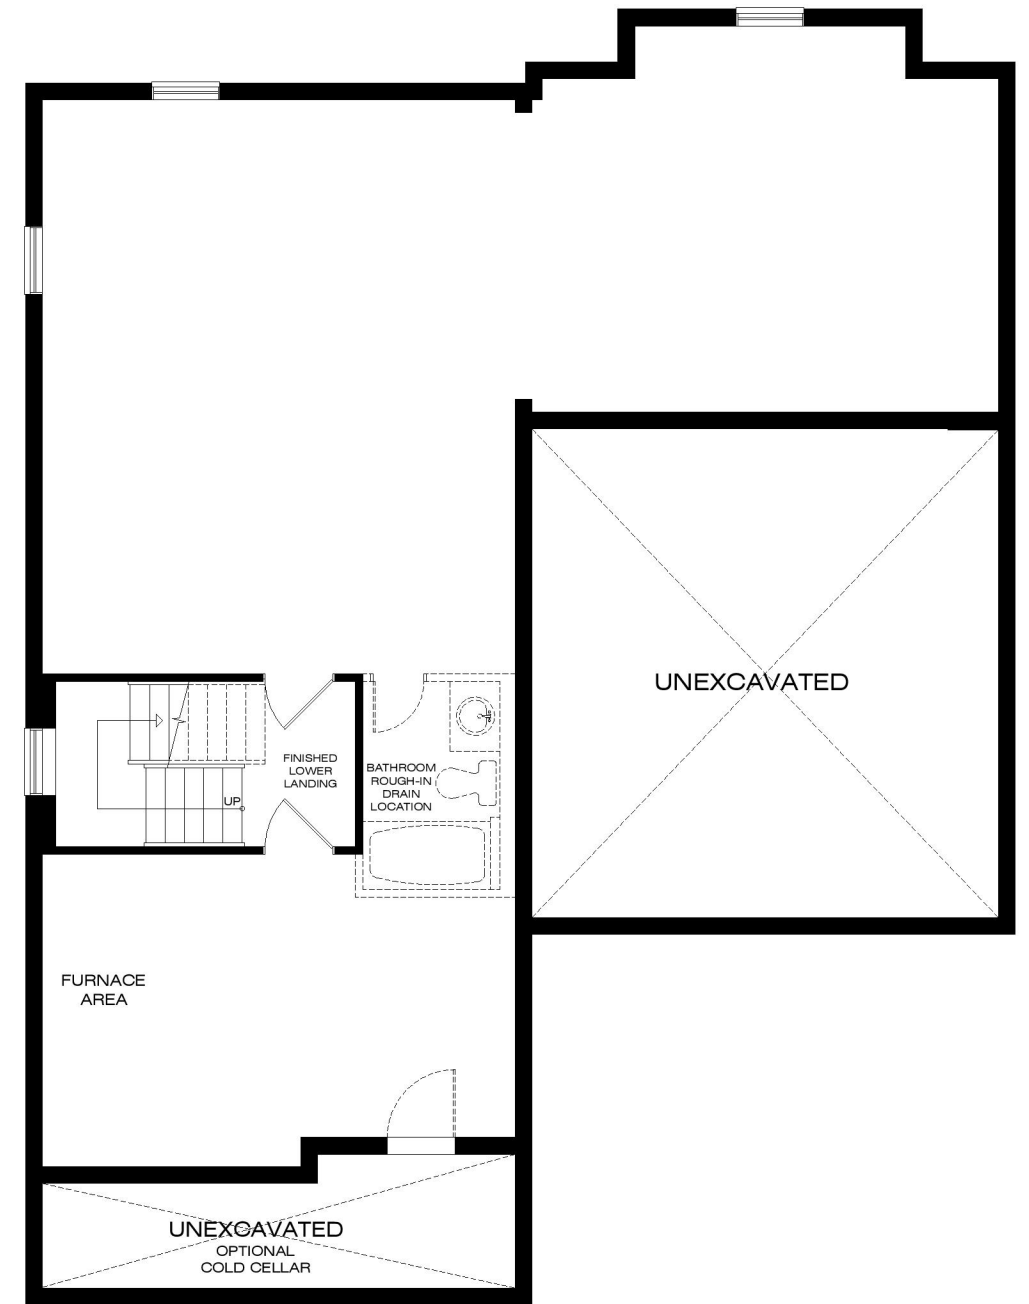 UNEXCAVATED
FINISHED
LOWER
LANDING
BATHROOM
ROUGH-IN
DRAIN
LOCATION
UP
FURNACE
AREA
UNEXCAVATED
OPTIONAL
COLD CELLAR